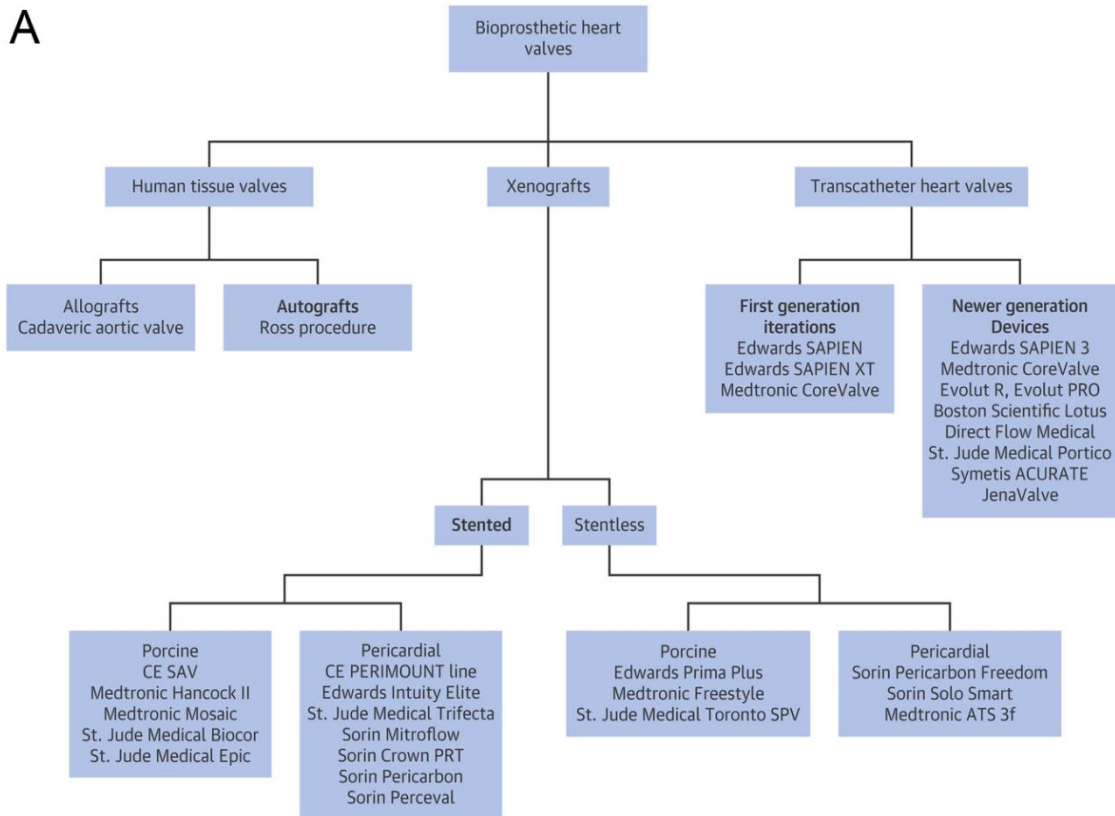 A
Bioprosthetic heart
valves
Human tissue valves
Xenografts
Transcatheter heart valves
Allografts
Cadaveric aortic valve
Autografts
Ross procedure
First generation
iterations
Edwards SAPIEN
Edwards SAPIEN XT
Medtronic CoreValve
Newer generation
Devices
Edwards SAPIEN 3
Medtronic CoreValve
Evolut R, Evolut PRO
Boston Scientific Lotus
Direct Flow Medical
St. Jude Medical Portico
Symetis ACURATE
JenaValve
Stented
Stentless
Porcine
CE SAV
Medtronic Hancock II
Medtronic Mosaic
St. Jude Medical Biocor
St. Jude Medical Epic
Pericardial
CE PERIMOUNT line
Edwards Intuity Elite
St. Jude Medical Trifecta
Sorin Mitroflow
Sorin Crown PRT
Sorin Pericarbon
Sorin Perceval
Porcine
Edwards Prima Plus
Medtronic Freestyle
St. Jude Medical Toronto SPV
Pericardial
Sorin Pericarbon Freedom
Sorin Solo Smart
Medtronic ATS 3f